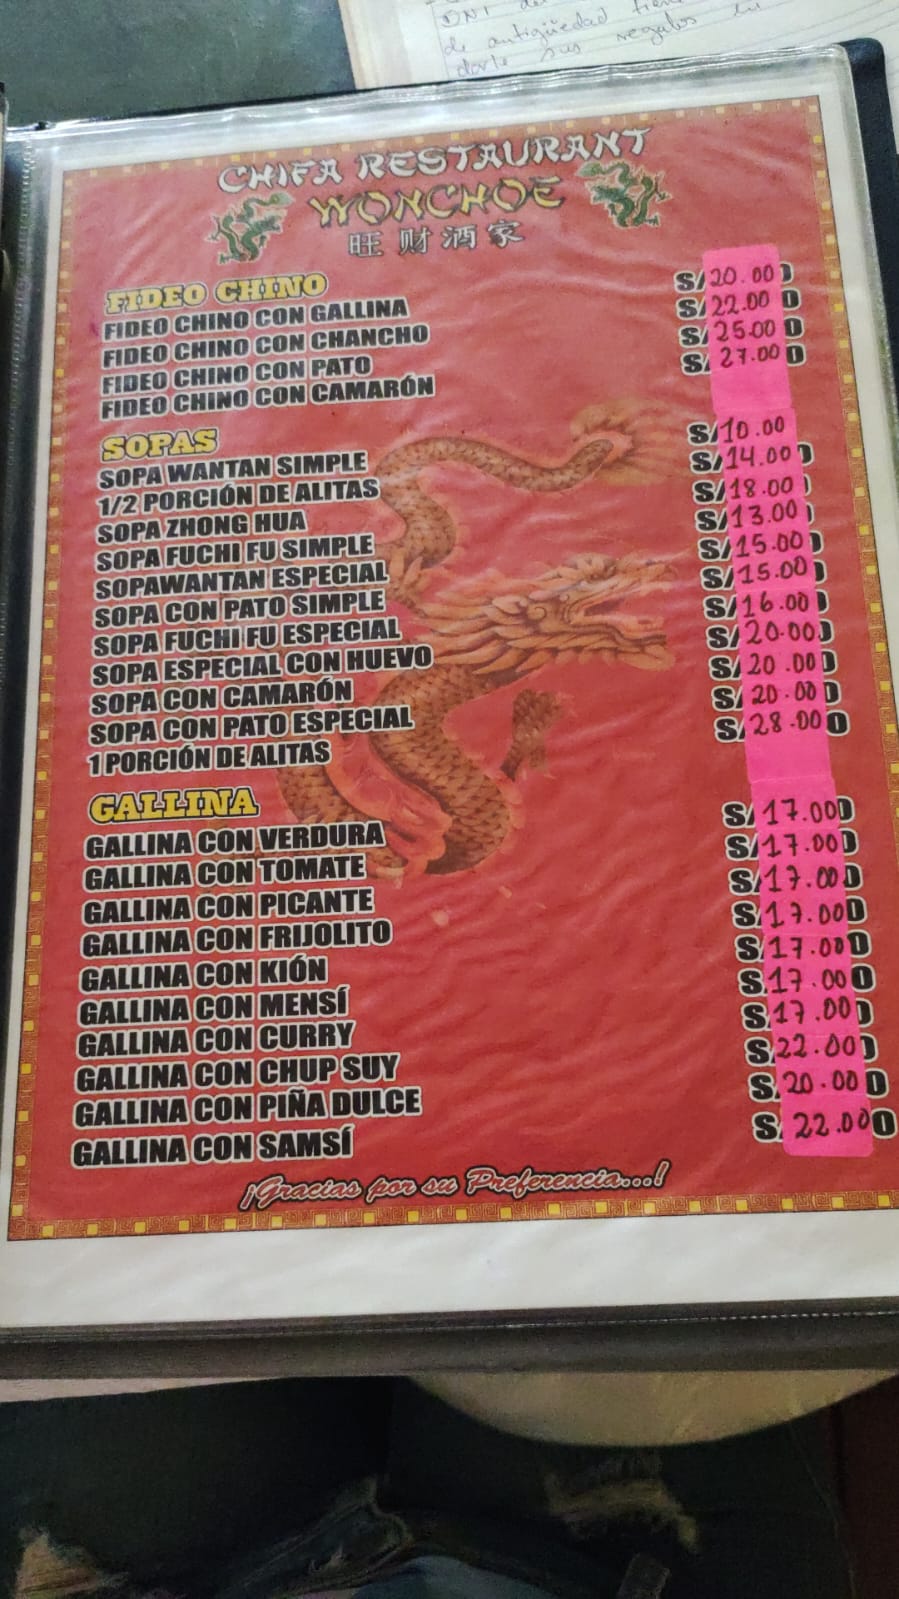 DNI de
de antigüedad tiene
darte sus regalos en
CHIFA RESTAURANT
WONCHOE
旺财酒家
FIDEO CHINO
FIDEO CHINO CON GALLINA S/20.00
FIDEO CHINO CON CHANCHO S/22.00
FIDEO CHINO CON PATO S/25.00
FIDEO CHINO CON CAMARÓN S/27.00
SOPAS
SOPA WANTAN SIMPLE S/10.00
1/2 PORCIÓN DE ALITAS S/14.00
SOPA ZHONG HUA S/18.00
SOPA FUCHI FU SIMPLE S/13.00
SOPAWANTAN ESPECIAL S/15.00
SOPA CON PATO SIMPLE S/15.00
SOPA FUCHI FU ESPECIAL S/16.00
SOPA ESPECIAL CON HUEVO S/20.00
SOPA CON CAMARÓN S/20.00
SOPA CON PATO ESPECIAL S/20.00
1 PORCIÓN DE ALITAS S/28.00
GALLINA
GALLINA CON VERDURA S/17.00
GALLINA CON TOMATE S/17.00
GALLINA CON PICANTE S/17.00
GALLINA CON FRIJOLITO S/17.00
GALLINA CON KIÓN S/17.00
GALLINA CON MENSÍ S/17.00
GALLINA CON CURRY S/17.00
GALLINA CON CHUP SUY S/22.00
GALLINA CON PIÑA DULCE S/20.00
GALLINA CON SAMSÍ S/22.00
¡Gracias por su Preferencia...!